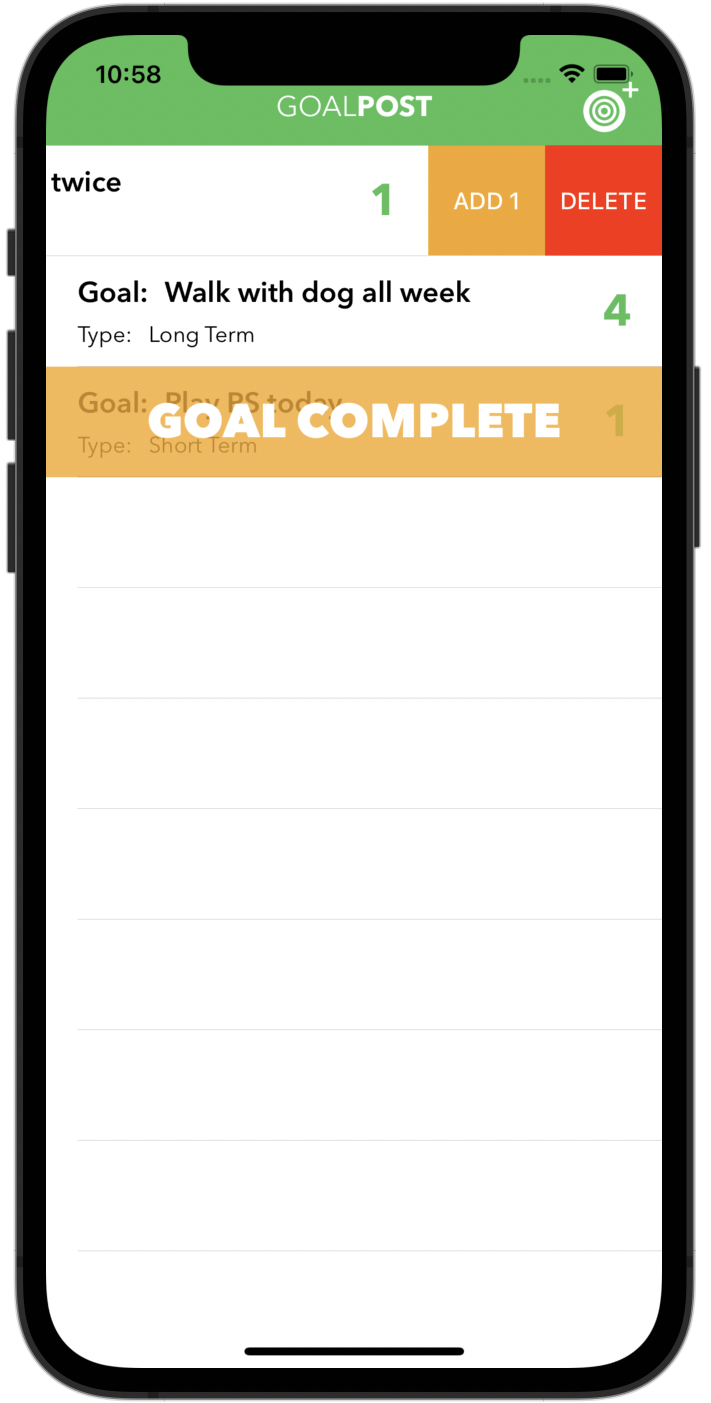 10:58
GOALPOST
twice
1
ADD 1
DELETE
Goal: Walk with dog all week
4
Type: Long Term
Goal: Play PS today
GOAL COMPLETE
1
Type: Short Term